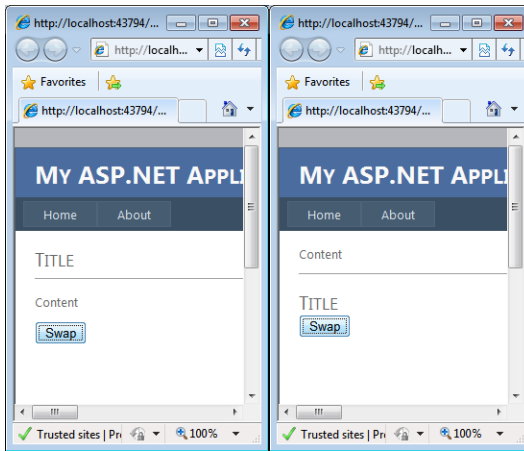 http://localhost:43794/...
http://localh...
Favorites
http://localhost:43794/...
MY ASP.NET APPLI
Home About
TITLE
Content
Swap
Trusted sites | Pr 100%
http://localhost:43794/...
http://localh...
Favorites
http://localhost:43794/...
MY ASP.NET APPLI
Home About
Content
TITLE
Swap
Trusted sites | Pr 100%